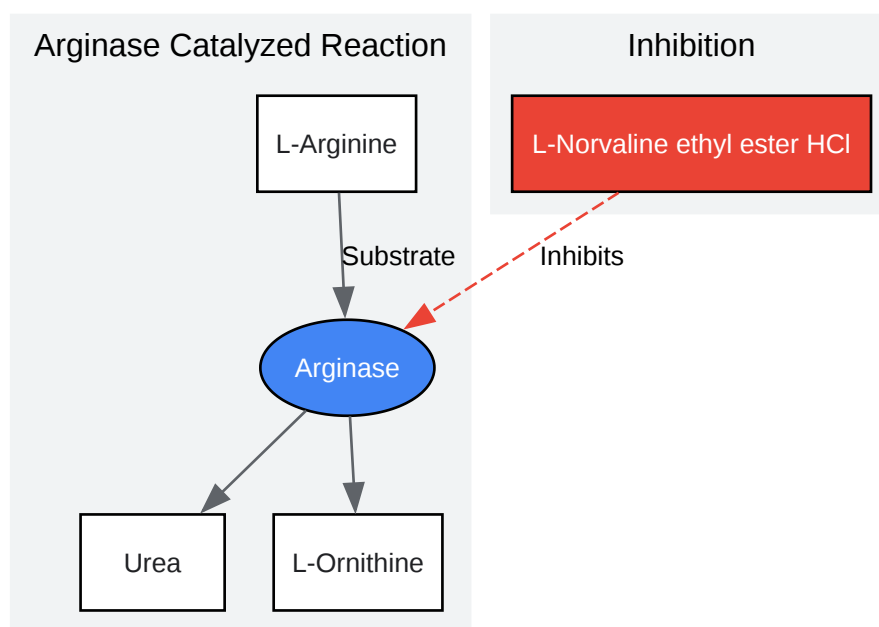 Arginase Catalyzed Reaction
Inhibition
L-Arginine
L-Norvaline ethyl ester HCl
Substrate
Inhibits
Arginase
Urea
L-Ornithine